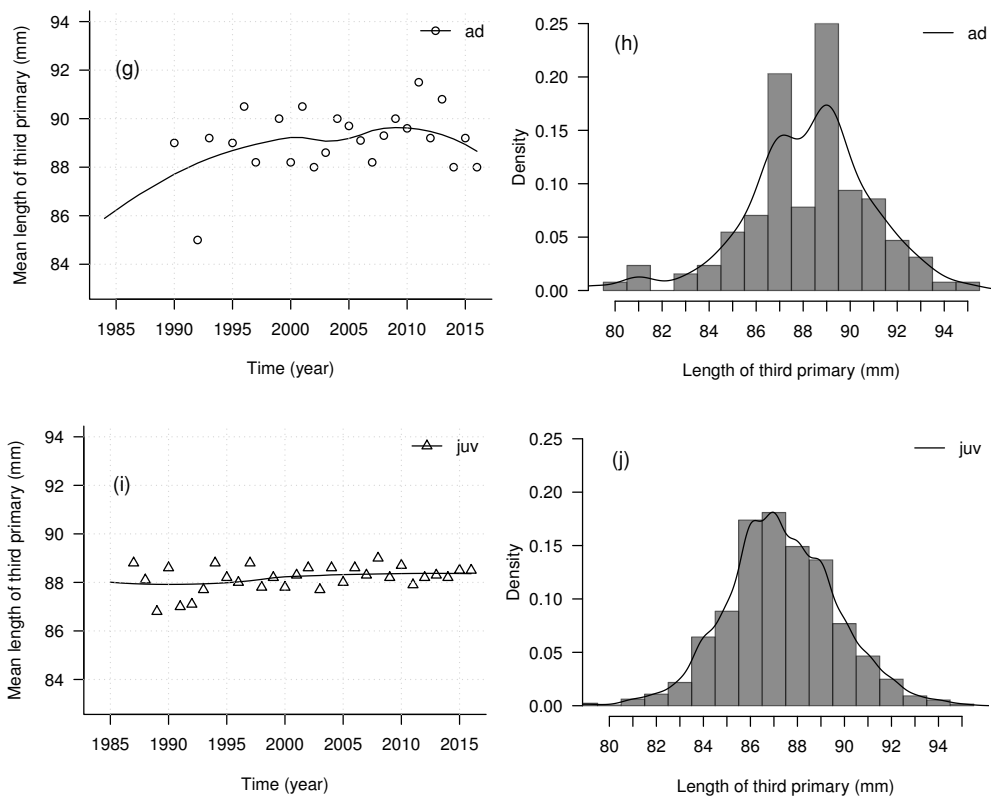 94
92
90
88
86
84
Mean length of third primary (mm)
(g)
ad
1985 1990 1995 2000 2005 2010 2015
Time (year)
0.25
0.20
0.15
0.10
0.05
0.00
Density
(h)
ad
80 82 84 86 87 88 90 92 94
Length of third primary (mm)
94
92
90
88
86
84
Mean length of third primary (mm)
(i)
juv
1985 1990 1995 2000 2005 2010 2015
Time (year)
0.25
0.20
0.15
0.10
0.05
0.00
Density
(j)
juv
80 82 84 86 88 90 92 94
Length of third primary (mm)